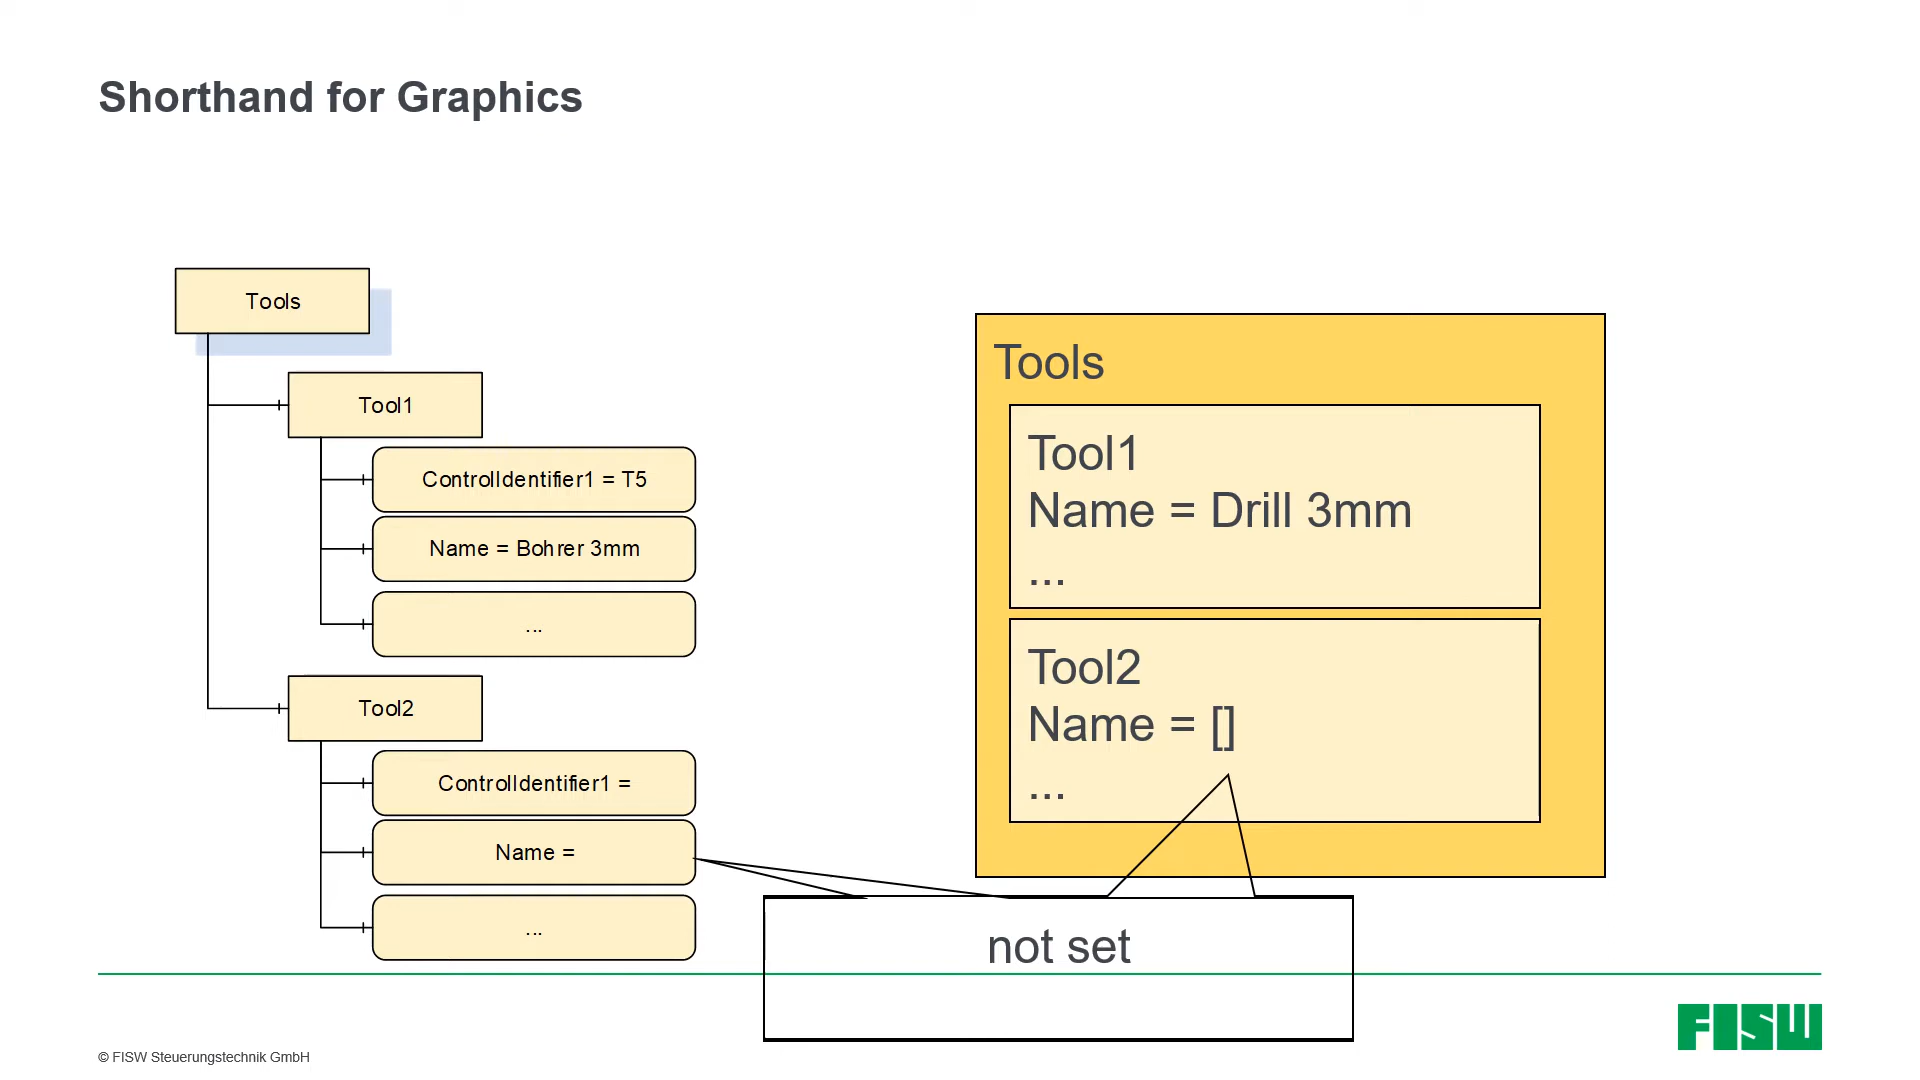 Shorthand for Graphics
Tools
Tool1
ControlIdentifier1 = T5
Name = Bohrer 3mm
...
Tool2
ControlIdentifier1 =
Name =
...
Tools
Tool1
Name = Drill 3mm
...
Tool2
Name = []
...
not set
© FISW Steuerungstechnik GmbH
FISW